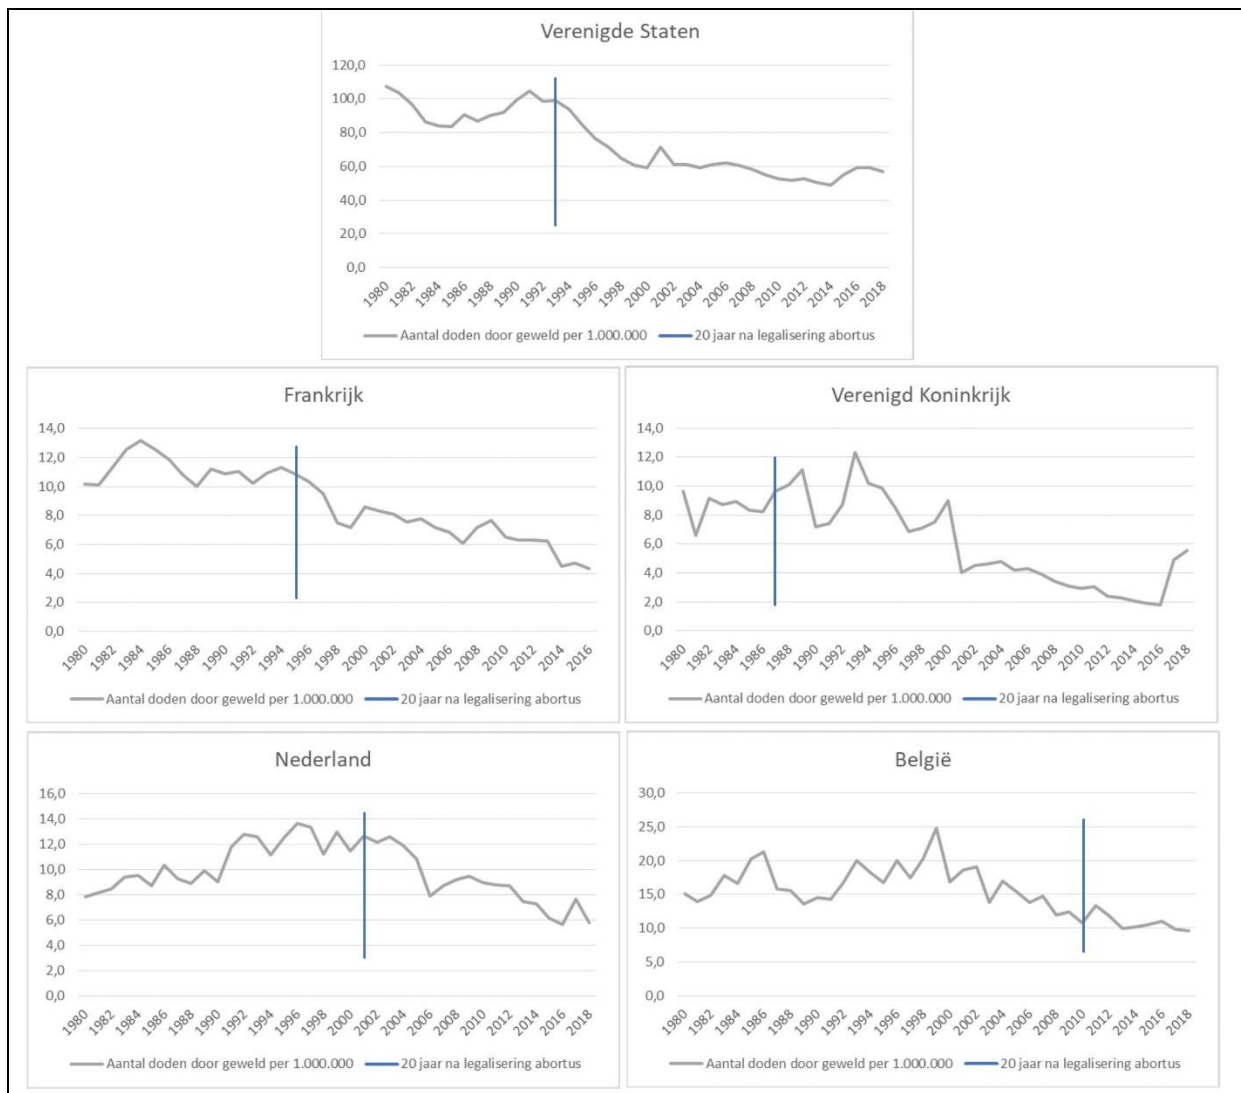 Verenigde Staten
120,0
100,0
80,0
60,0
40,0
20,0
0,0
1980 1982 1984 1986 1988 1990 1992 1994 1996 1998 2000 2002 2004 2006 2008 2010 2012 2014 2016 2018
Aantal doden door geweld per 1.000.000 20 jaar na legalisering abortus
Frankrijk
14,0
12,0
10,0
8,0
6,0
4,0
2,0
0,0
1980 1982 1984 1986 1988 1990 1992 1994 1996 1998 2000 2002 2004 2006 2008 2010 2012 2014 2016
Aantal doden door geweld per 1.000.000 20 jaar na legalisering abortus
Verenigd Koninkrijk
14,0
12,0
10,0
8,0
6,0
4,0
2,0
0,0
1980 1982 1984 1986 1988 1990 1992 1994 1996 1998 2000 2002 2004 2006 2008 2010 2012 2014 2016 2018
Aantal doden door geweld per 1.000.000 20 jaar na legalisering abortus
Nederland
16,0
14,0
12,0
10,0
8,0
6,0
4,0
2,0
0,0
1980 1982 1984 1986 1988 1990 1992 1994 1996 1998 2000 2002 2004 2006 2008 2010 2012 2014 2016 2018
Aantal doden door geweld per 1.000.000 20 jaar na legalisering abortus
België
30,0
25,0
20,0
15,0
10,0
5,0
0,0
1980 1982 1984 1986 1988 1990 1992 1994 1996 1998 2000 2002 2004 2006 2008 2010 2012 2014 2016 2018
Aantal doden door geweld per 1.000.000 20 jaar na legalisering abortus